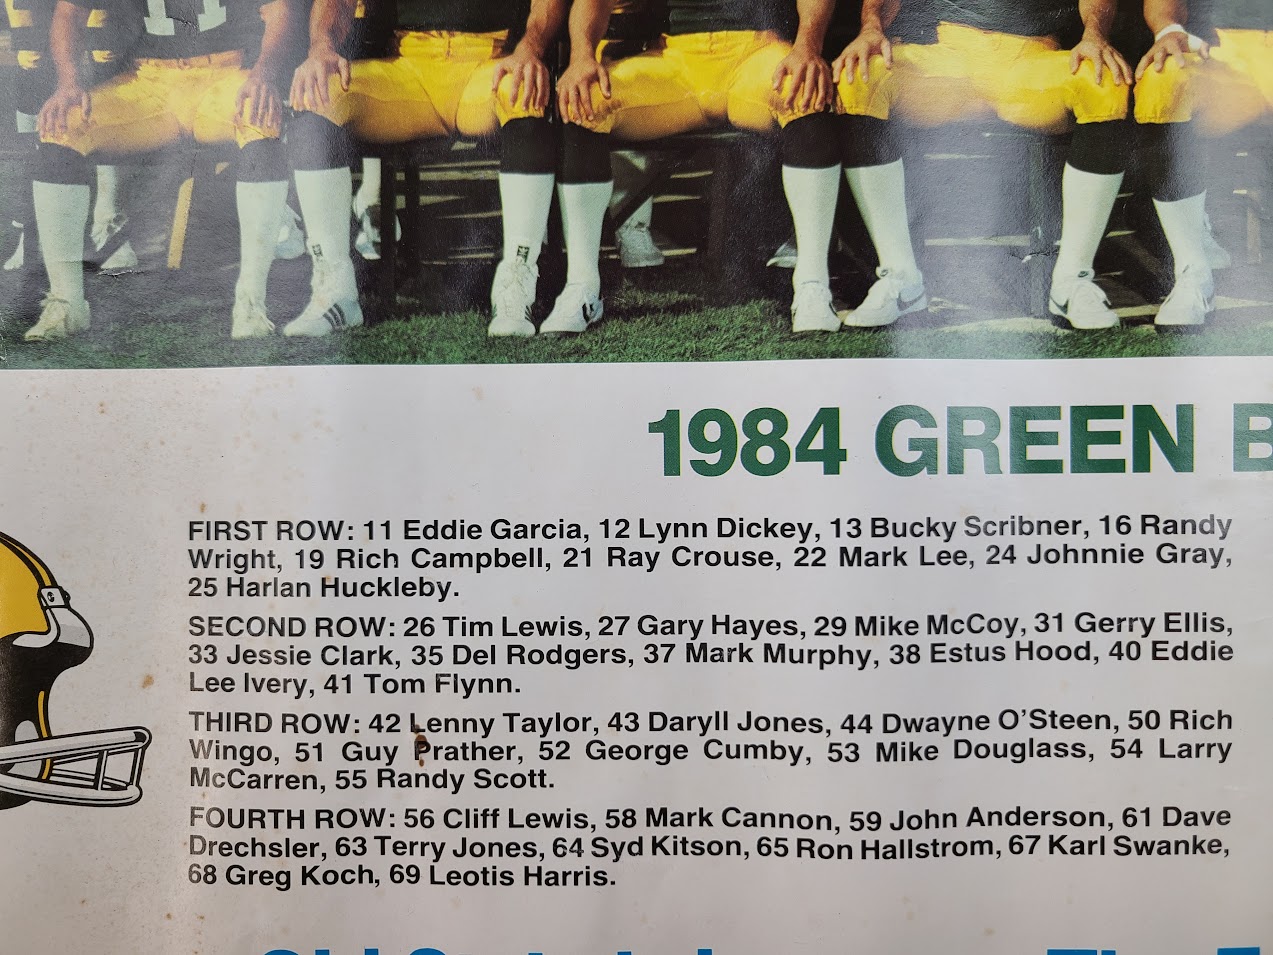 11
1984 GREEN B
FIRST ROW: 11 Eddie Garcia, 12 Lynn Dickey, 13 Bucky Scribner, 16 Randy
Wright, 19 Rich Campbell, 21 Ray Crouse, 22 Mark Lee, 24 Johnnie Gray,
25 Harlan Huckleby.
SECOND ROW: 26 Tim Lewis, 27 Gary Hayes, 29 Mike McCoy, 31 Gerry Ellis,
33 Jessie Clark, 35 Del Rodgers, 37 Mark Murphy, 38 Estus Hood, 40 Eddie
Lee Ivery, 41 Tom Flynn.
THIRD ROW: 42 Lenny Taylor, 43 Daryll Jones, 44 Dwayne O'Steen, 50 Rich
Wingo, 51 Guy Prather, 52 George Cumby, 53 Mike Douglass, 54 Larry
McCarren, 55 Randy Scott.
FOURTH ROW: 56 Cliff Lewis, 58 Mark Cannon, 59 John Anderson, 61 Dave
Drechsler, 63 Terry Jones, 64 Syd Kitson, 65 Ron Hallstrom, 67 Karl Swanke,
68 Greg Koch, 69 Leotis Harris.